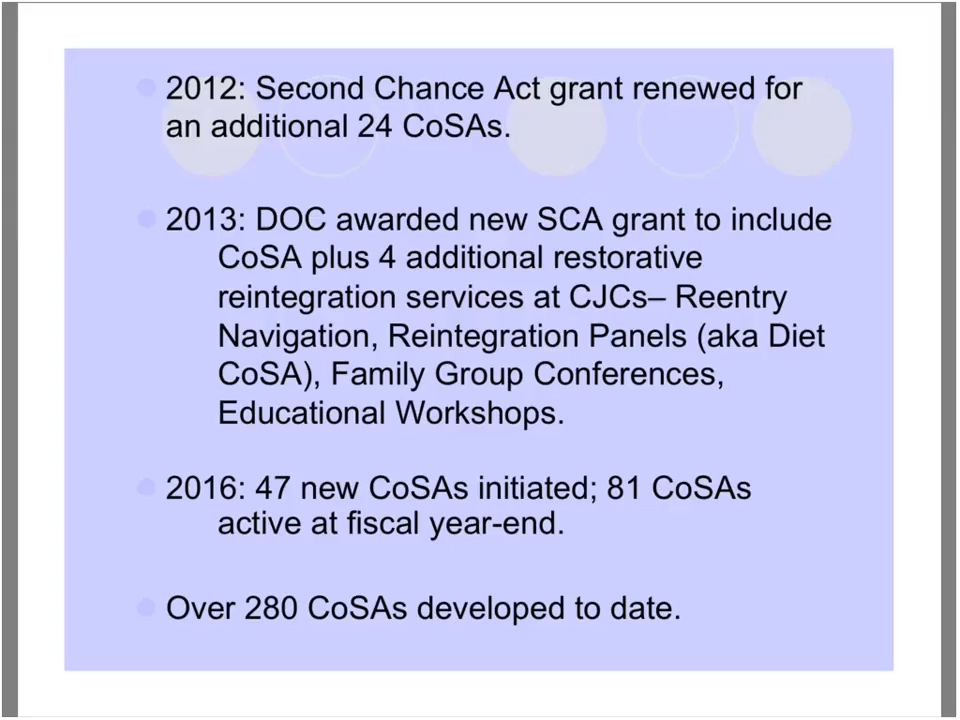 2012: Second Chance Act grant renewed for
an additional 24 CoSAs.
2013: DOC awarded new SCA grant to include
CoSA plus 4 additional restorative
reintegration services at CJCs– Reentry
Navigation, Reintegration Panels (aka Diet
CoSA), Family Group Conferences,
Educational Workshops.
2016: 47 new CoSAs initiated; 81 CoSAs
active at fiscal year-end.
Over 280 CoSAs developed to date.